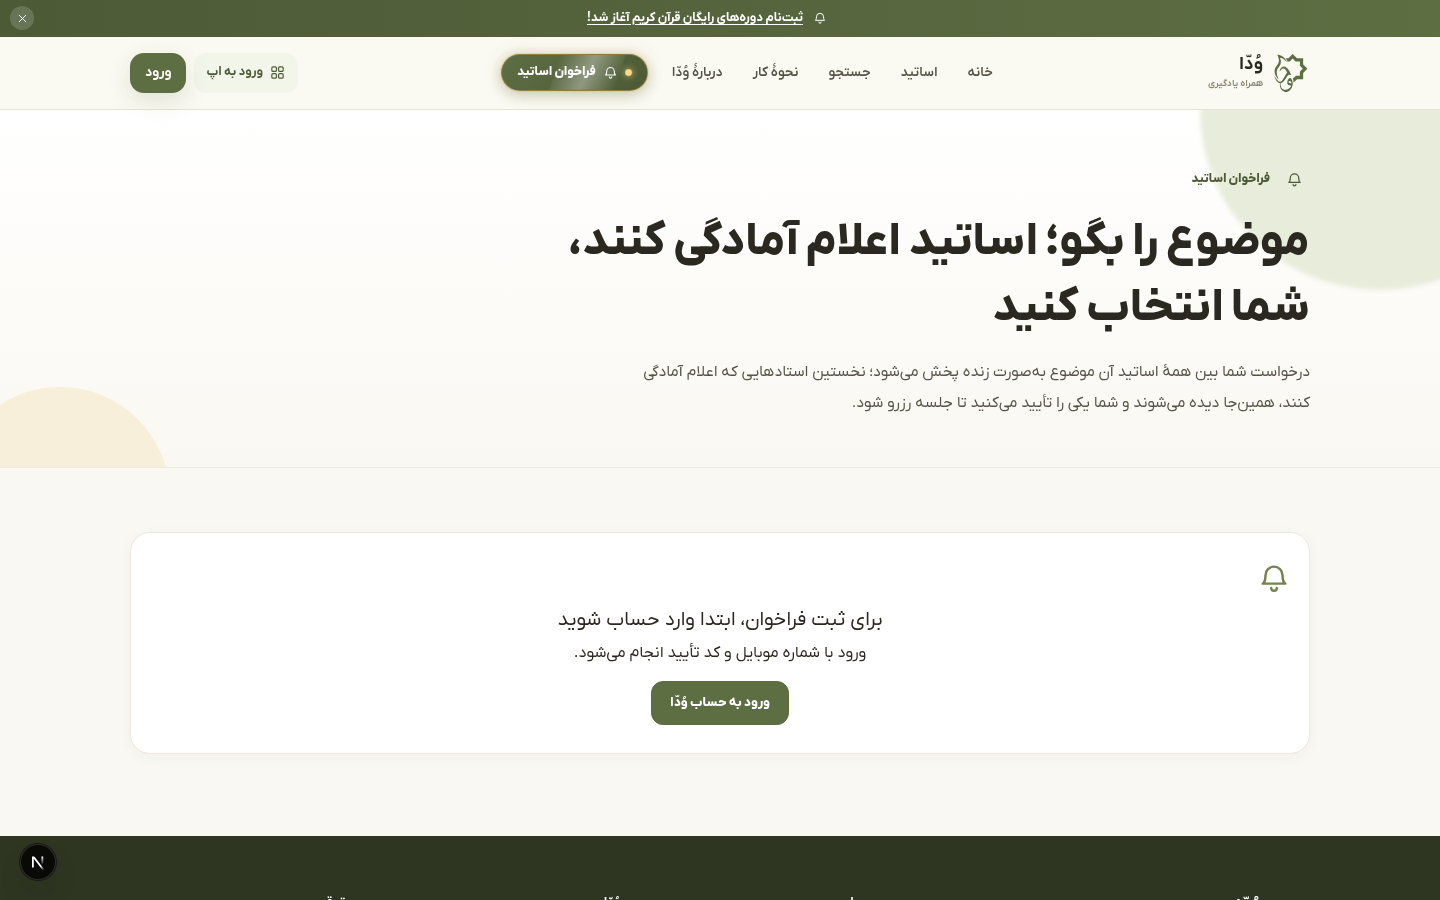 ثبت‌نام دوره‌های رایگان قرآن کریم آغاز شد!
وُدّا
همراه یادگیری
خانه
اساتید
جستجو
نحوهٔ کار
دربارهٔ وُدّا
فراخوان اساتید
ورود به اپ
ورود
فراخوان اساتید
موضوع را بگو؛ اساتید اعلام آمادگی کنند،
شما انتخاب کنید
درخواست شما بین همهٔ اساتید آن موضوع به‌صورت زنده پخش می‌شود؛ نخستین استادهایی که اعلام آمادگی
کنند، همین‌جا دیده می‌شوند و شما یکی را تأیید می‌کنید تا جلسه رزرو شود.
برای ثبت فراخوان، ابتدا وارد حساب شوید
ورود با شماره موبایل و کد تأیید انجام می‌شود.
ورود به حساب وُدّا